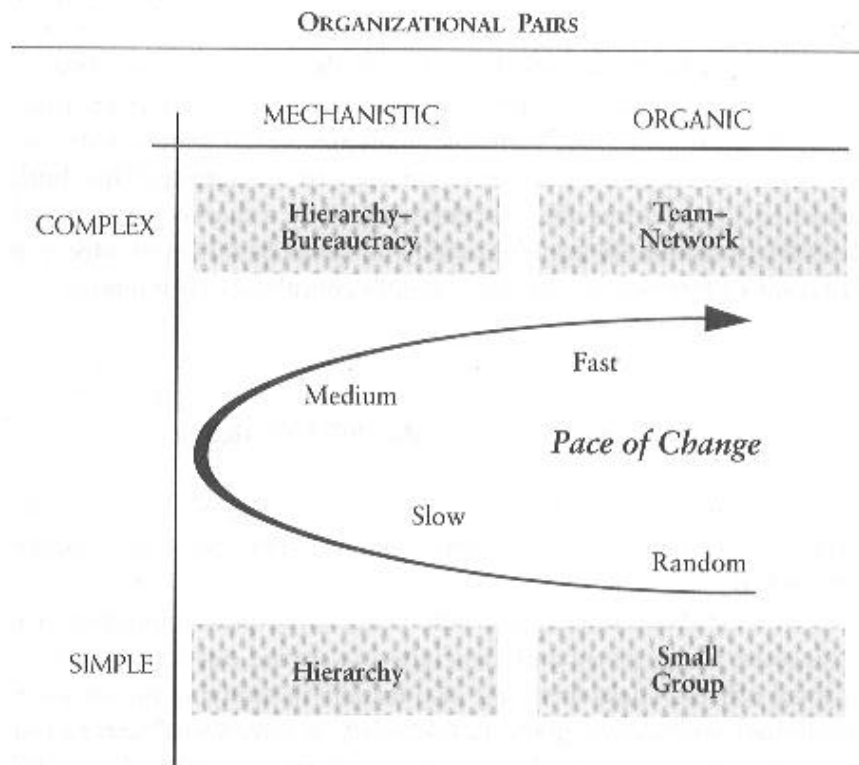 ORGANIZATIONAL PAIRS
MECHANISTIC ORGANIC
COMPLEX
Hierarchy–
Bureaucracy
Team–
Network
Fast
Medium
Pace of Change
Slow
Random
SIMPLE
Hierarchy
Small
Group